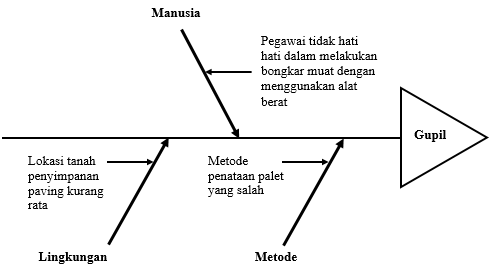 Manusia
Pegawai tidak hati
hati dalam melakukan
bongkar muat dengan
menggunakan alat
berat
Gupil
Lokasi tanah
penyimpanan
paving kurang
rata
Metode
penataan palet
yang salah
Lingkungan
Metode